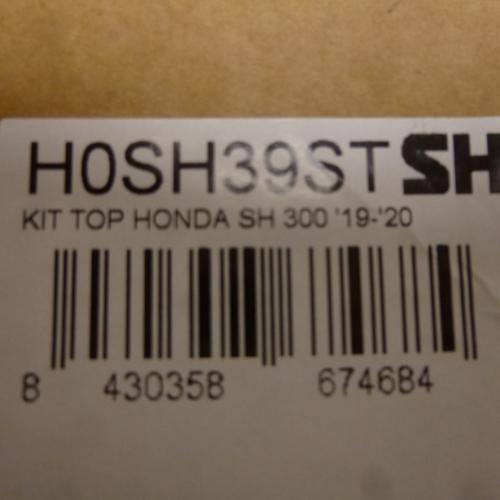 H0SH39ST SH
KIT TOP HONDA SH 300 '19-'20
8 430358 674684